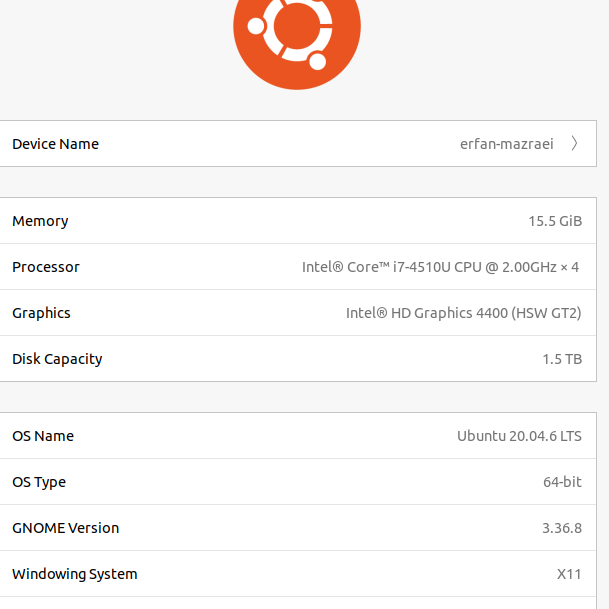 Device Name erfan-mazraei
Memory 15.5 GiB
Processor Intel® Core™ i7-4510U CPU @ 2.00GHz × 4
Graphics Intel® HD Graphics 4400 (HSW GT2)
Disk Capacity 1.5 TB
OS Name Ubuntu 20.04.6 LTS
OS Type 64-bit
GNOME Version 3.36.8
Windowing System X11